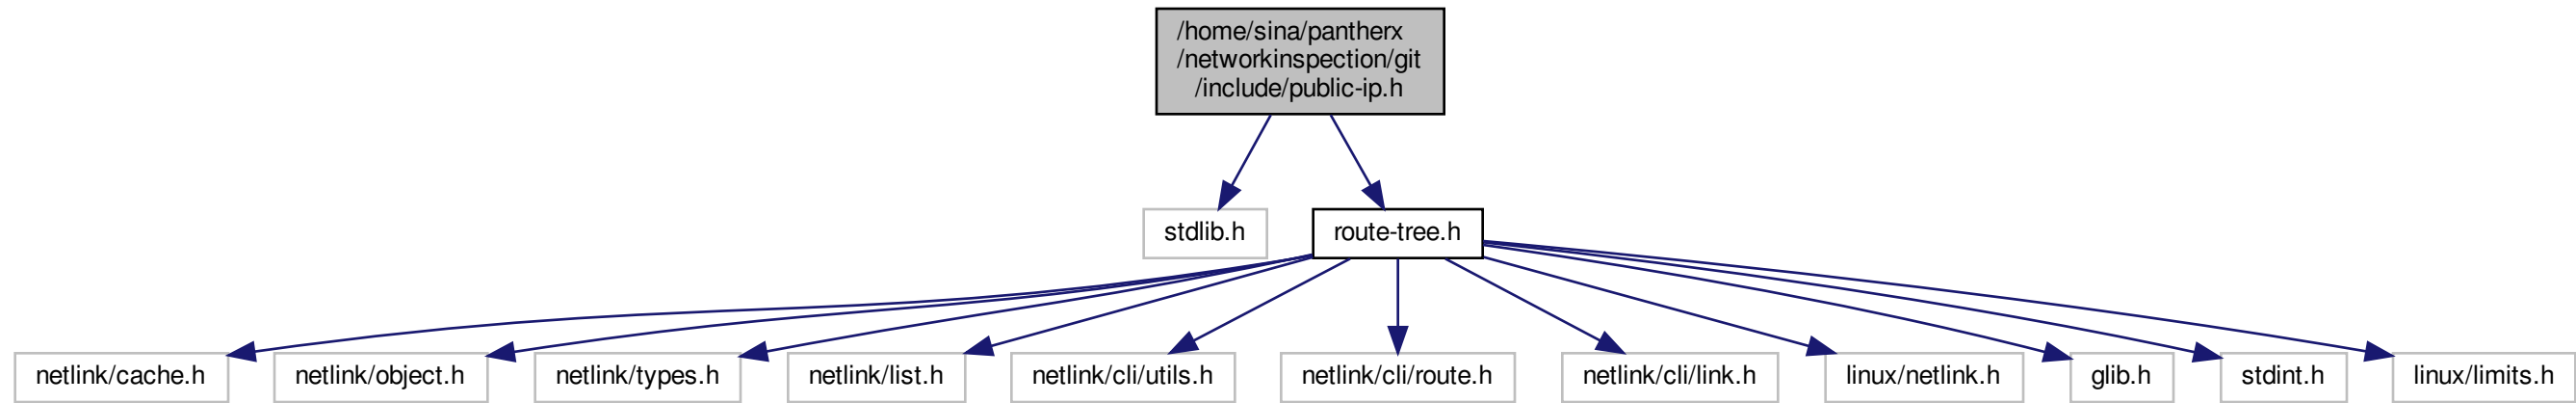 /home/sina/pantherx
/networkinspection/git
/include/public-ip.h
stdlib.h
route-tree.h
netlink/cache.h
netlink/object.h
netlink/types.h
netlink/list.h
netlink/cli/utils.h
netlink/cli/route.h
netlink/cli/link.h
linux/netlink.h
glib.h
stdint.h
linux/limits.h